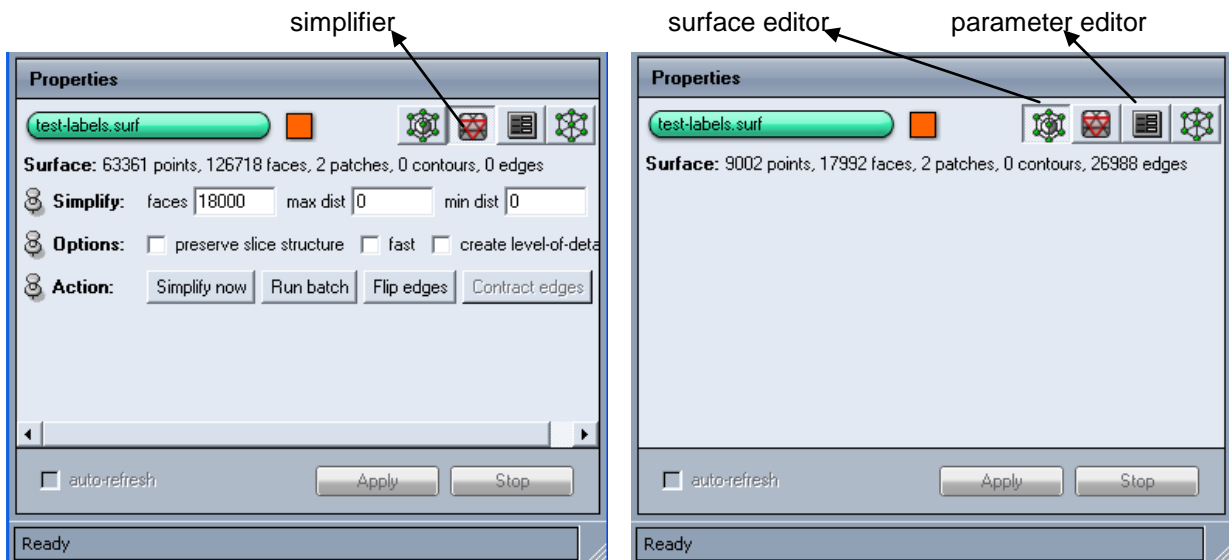 simplifier
surface editor
parameter editor
Properties
test-labels.surf
Surface: 63361 points, 126718 faces, 2 patches, 0 contours, 0 edges
Simplify: faces 18000 max dist 0 min dist 0
Options: preserve slice structure fast create level-of-deta
Action: Simplify now Run batch Flip edges Contract edges
auto-refresh Apply Stop
Ready
Properties
test-labels.surf
Surface: 9002 points, 17992 faces, 2 patches, 0 contours, 26988 edges
auto-refresh Apply Stop
Ready